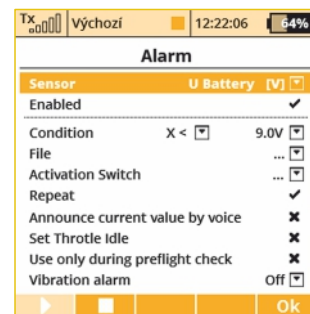 Tx Výchozí 12:22:06 64%
Alarm
Sensor U Battery [V]
Enabled ✔
Condition X < 9.0V
File ...
Activation Switch ...
Repeat ✔
Announce current value by voice ✖
Set Throtle Idle ✖
Use only during preflight check ✖
Vibration alarm Off
Ok